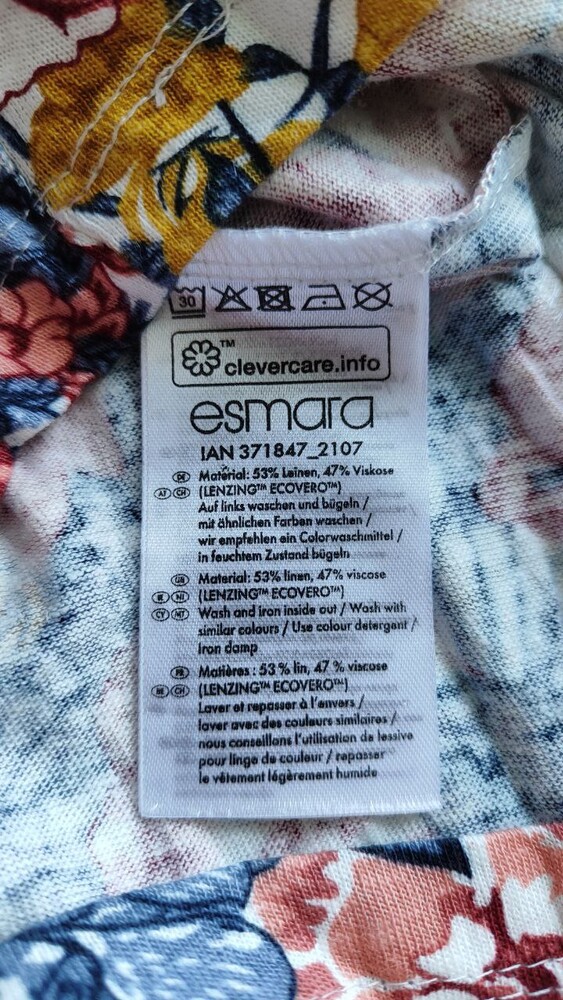 30
clevercare.info™
esmara
IAN 371847_2107
DE Material: 53% Leinen, 47% Viskose
AT CH (LENZING™ ECOVERO™)
Auf links waschen und bügeln /
mit ähnlichen Farben waschen /
wir empfehlen ein Colorwaschmittel /
in feuchtem Zustand bügeln
GB Material: 53% linen, 47% viscose
IE NI (LENZING™ ECOVERO™)
CY MT Wash and iron inside out / Wash with
similar colours / Use colour detergent /
Iron damp
FR Matières : 53 % lin, 47 % viscose
BE CH (LENZING™ ECOVERO™)
Laver et repasser à l'envers /
laver avec des couleurs similaires /
nous conseillons l'utilisation de lessive
pour linge de couleur / repasser
le vêtement légèrement humide